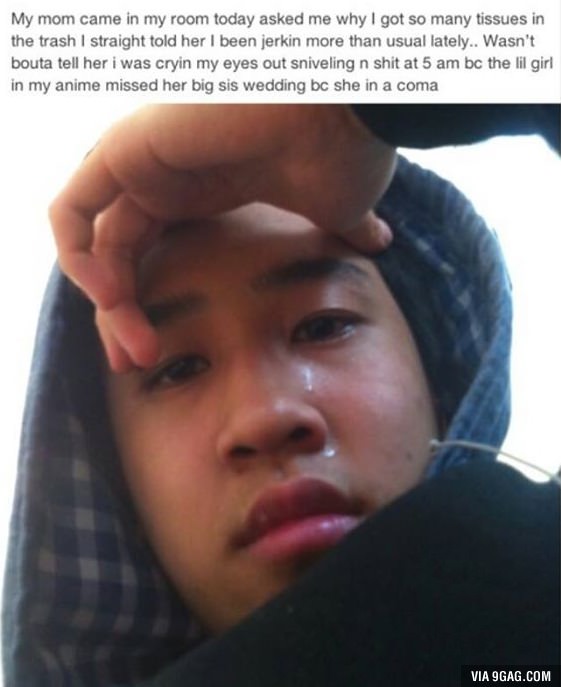 My mom came in my room today asked me why I got so many tissues in
the trash I straight told her I been jerkin more than usual lately.. Wasn't
bouta tell her i was cryin my eyes out sniveling n shit at 5 am bc the lil girl
in my anime missed her big sis wedding bc she in a coma
VIA 9GAG.COM